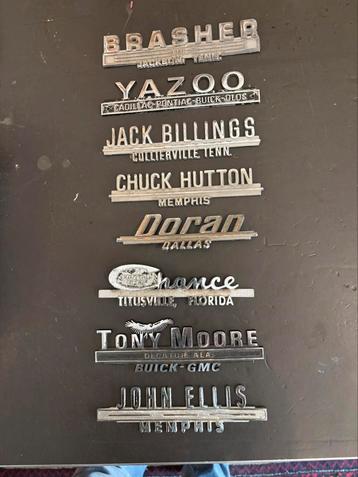 BRASHER
JACKSON, TENN.
YAZOO
CADILLAC-PONTIAC-BUICK-OLDS
JACK BILLINGS
COLLIERVILLE, TENN.
CHUCK HUTTON
MEMPHIS
Doran
DALLAS
Chance
TITUSVILLE, FLORIDA
TONY MOORE
DECATUR ALA.
BUICK-GMC
JOHN ELLIS
MEMPHIS